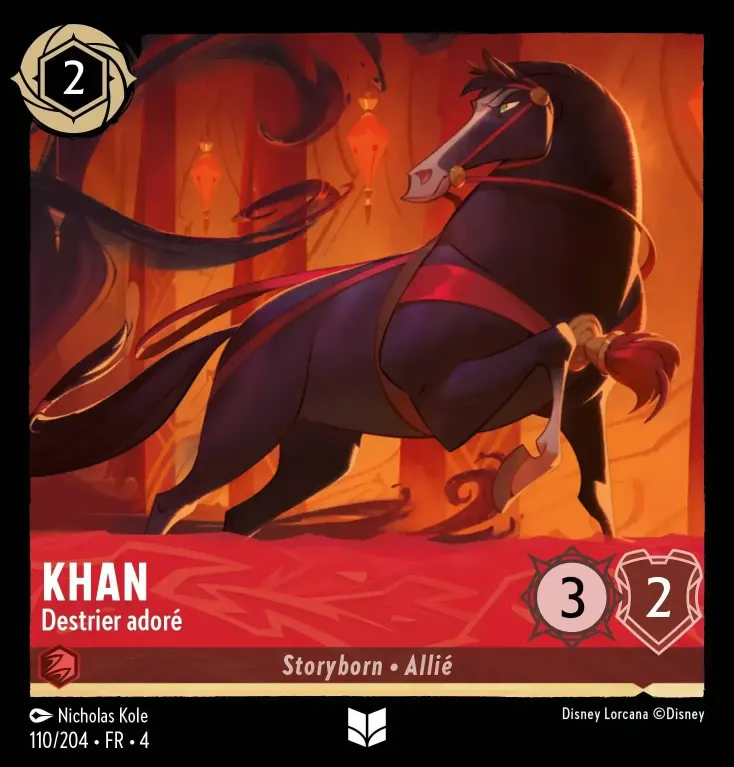 2
KHAN
Destrier adoré
3
2
Storyborn • Allié
Nicholas Kole
Disney Lorcana ©Disney
110/204 • FR • 4